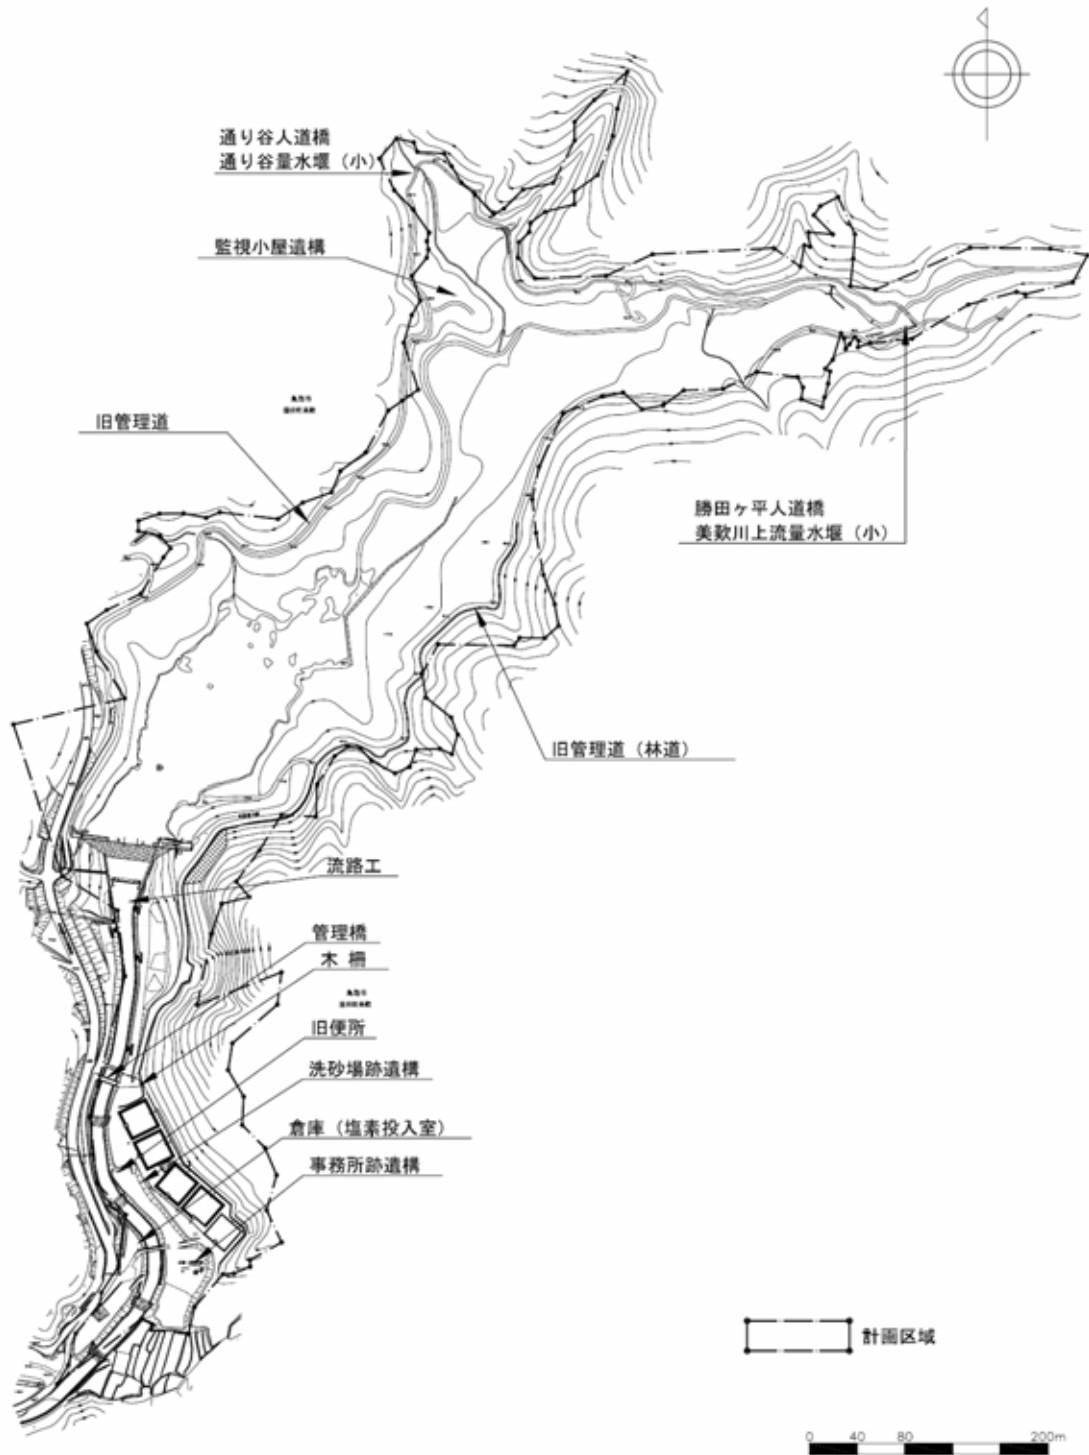 通り谷人道橋
通り谷量水堰（小）
監視小屋遺構
旧管理道
勝田ヶ平人道橋
美歎川上流量水堰（小）
旧管理道（林道）
流路工
管理橋
木 柵
旧便所
洗砂場跡遺構
倉庫（塩素投入室）
事務所跡遺構
計画区域
0 40 80 200m